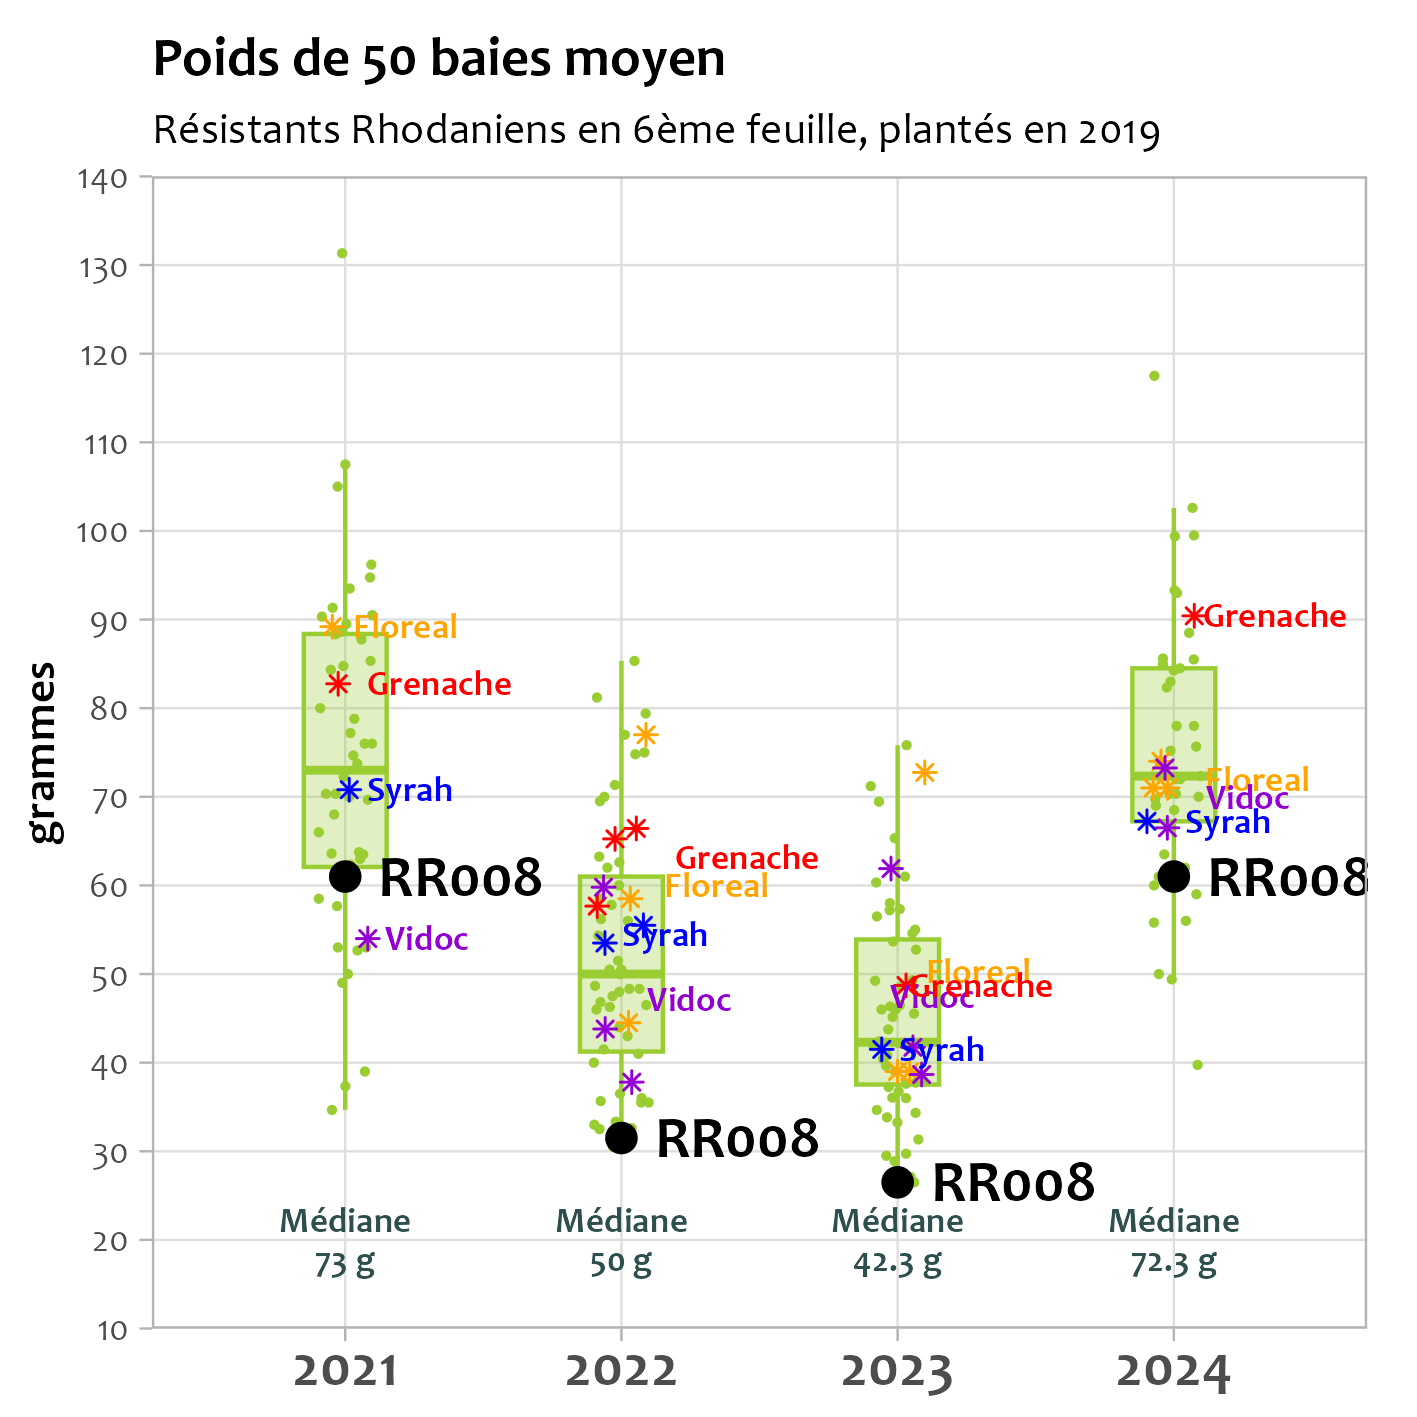 Poids de 50 baies moyen
Résistants Rhodaniens en 6ème feuille, plantés en 2019
grammes
140
130
120
110
100
90
80
70
60
50
40
30
20
10
Floreal
Grenache
Syrah
RR008
Vidoc
Médiane
73 g
Grenache
Floreal
Syrah
Vidoc
RR008
Médiane
50 g
Floreal
Grenache
Vidoc
Syrah
RR008
Médiane
42.3 g
Grenache
Floreal
Vidoc
Syrah
RR008
Médiane
72.3 g
2021
2022
2023
2024